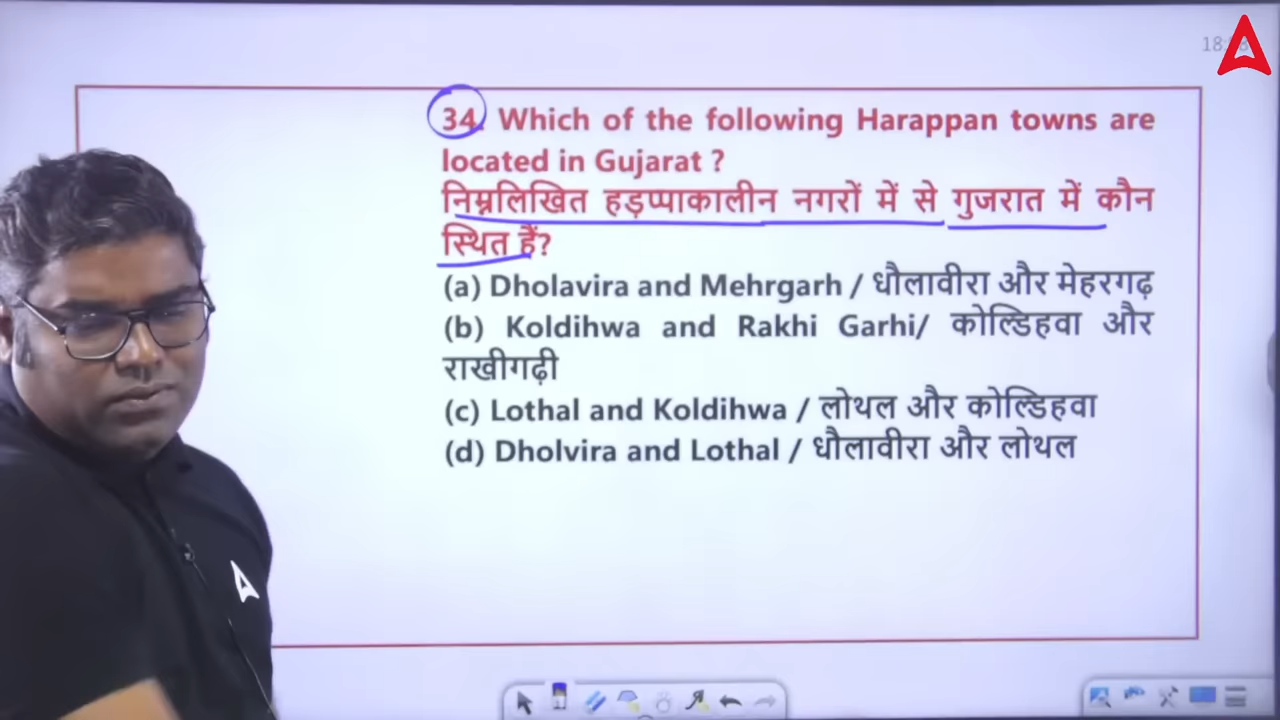 34. Which of the following Harappan towns are
located in Gujarat ?
निम्नलिखित हड़प्पाकालीन नगरों में से गुजरात में कौन
स्थित हैं?
(a) Dholavira and Mehrgarh / धौलावीरा और मेहरगढ़
(b) Koldihwa and Rakhi Garhi/ कोल्डिहवा और
राखीगढ़ी
(c) Lothal and Koldihwa / लोथल और कोल्डिहवा
(d) Dholvira and Lothal / धौलावीरा और लोथल